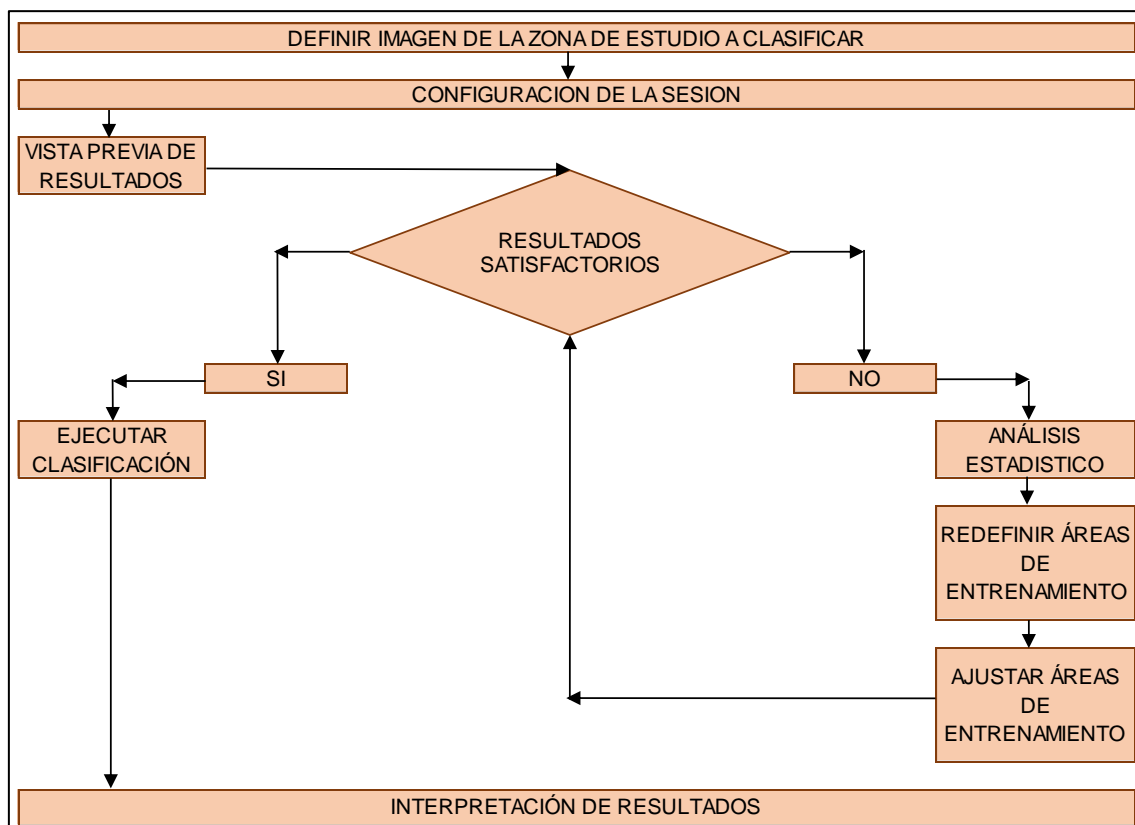 DEFINIR IMAGEN DE LA ZONA DE ESTUDIO A CLASIFICAR
CONFIGURACION DE LA SESION
VISTA PREVIA DE
RESULTADOS
RESULTADOS
SATISFACTORIOS
SI
NO
EJECUTAR
CLASIFICACIÓN
ANÁLISIS
ESTADISTICO
REDEFINIR ÁREAS
DE
ENTRENAMIENTO
AJUSTAR ÁREAS
DE
ENTRENAMIENTO
INTERPRETACIÓN DE RESULTADOS